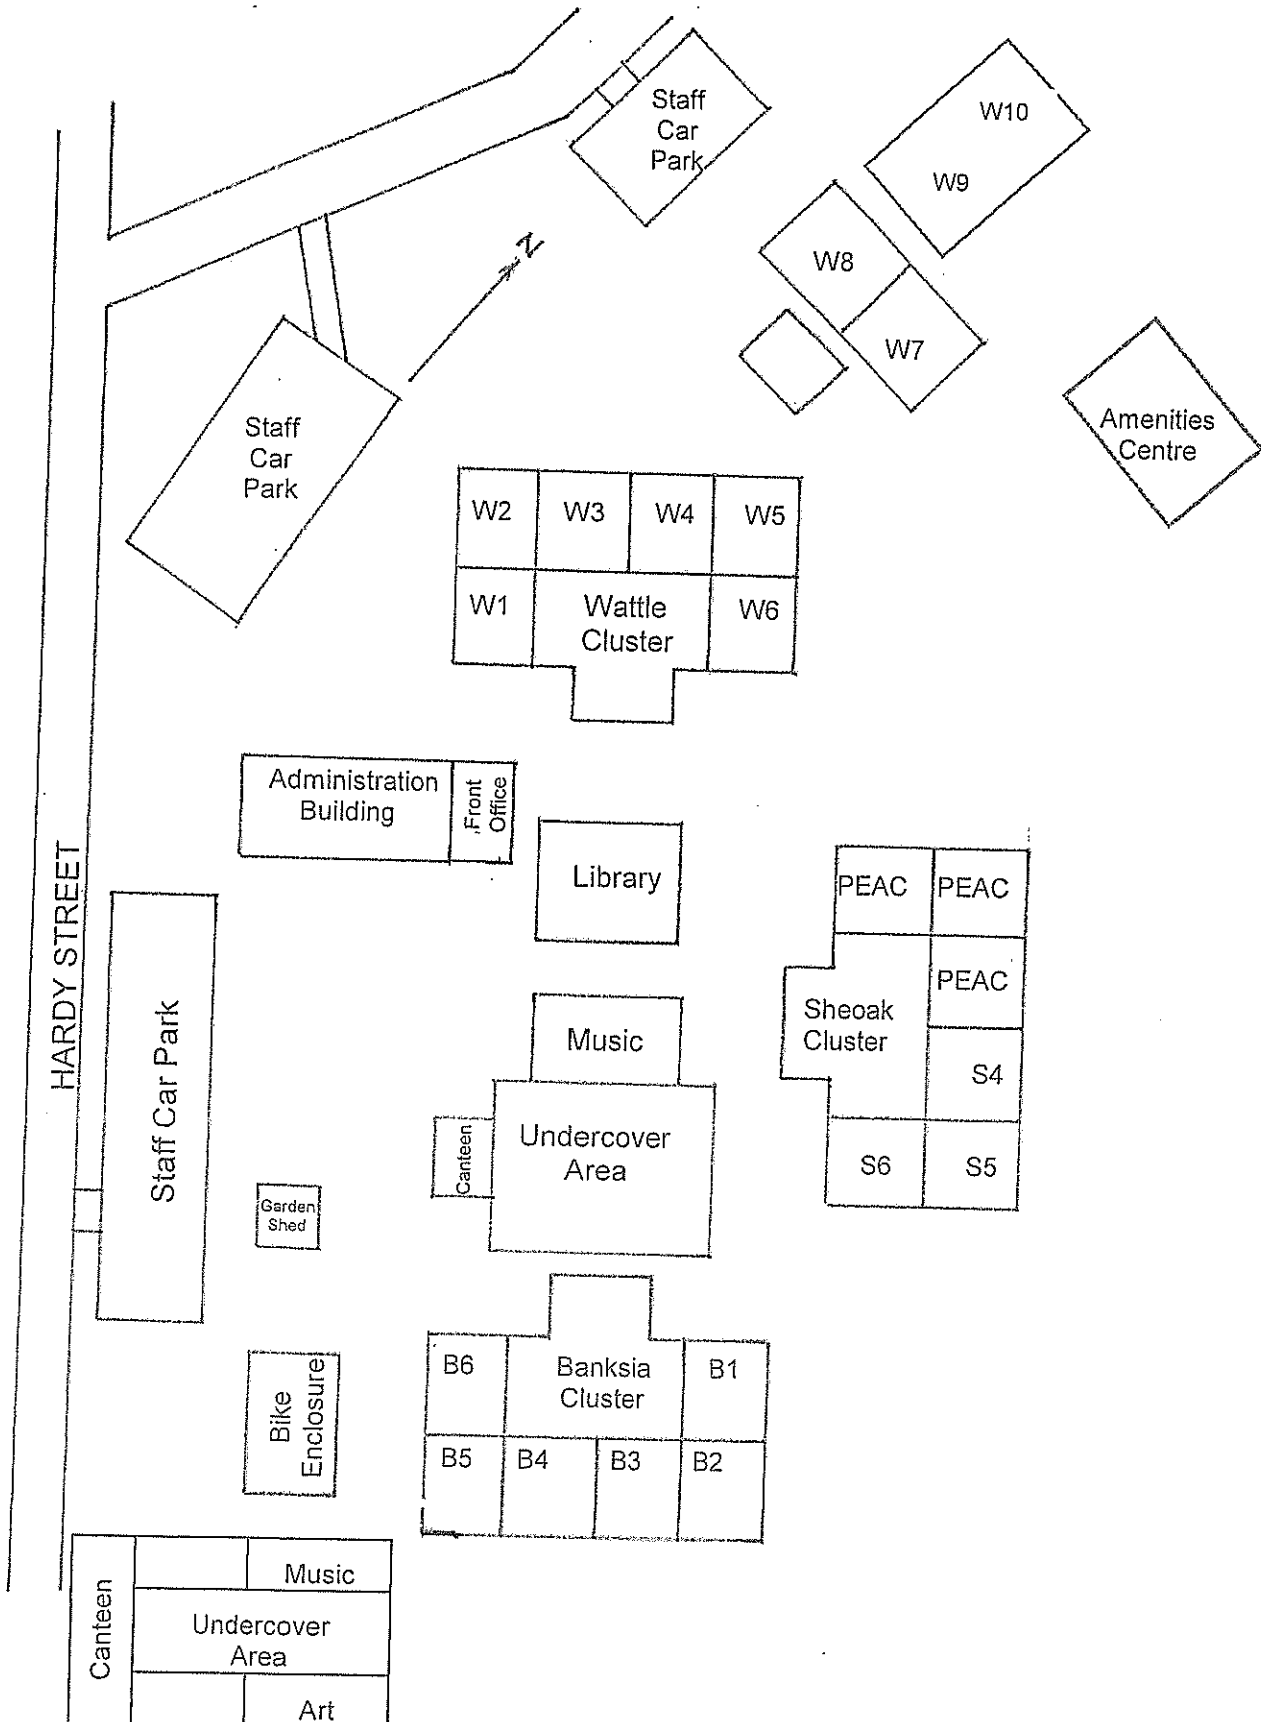 Staff
Car
Park
W10
W9
W8
W7
N
Staff
Car
Park
Amenities
Centre
W2
W3
W4
W5
W1
Wattle
Cluster
W6
Administration
Building
Front
Office
Library
PEAC
PEAC
PEAC
HARDY STREET
Staff Car Park
Music
Sheoak
Cluster
S4
Canteen
Undercover
Area
S6
S5
Garden
Shed
B6
Banksia
Cluster
B1
Bike
Enclosure
B5
B4
B3
B2
Canteen
Music
Undercover
Area
Art